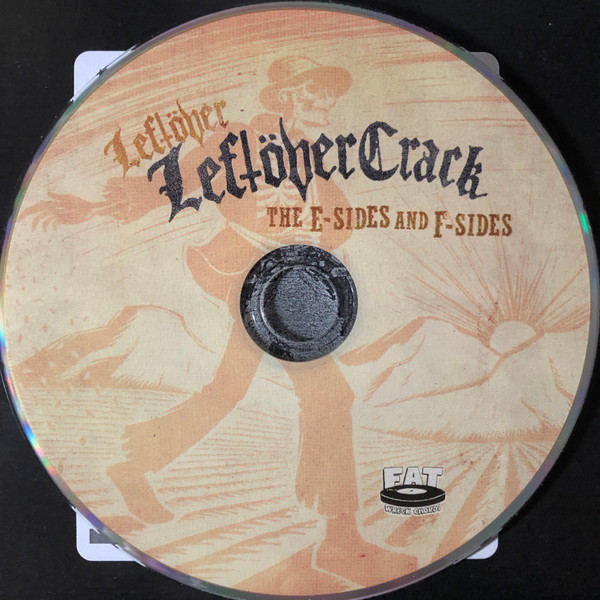 Leftöver
LeftöverCrack
THE E-SIDES AND F-SIDES
FAT
WRECK CHORDS